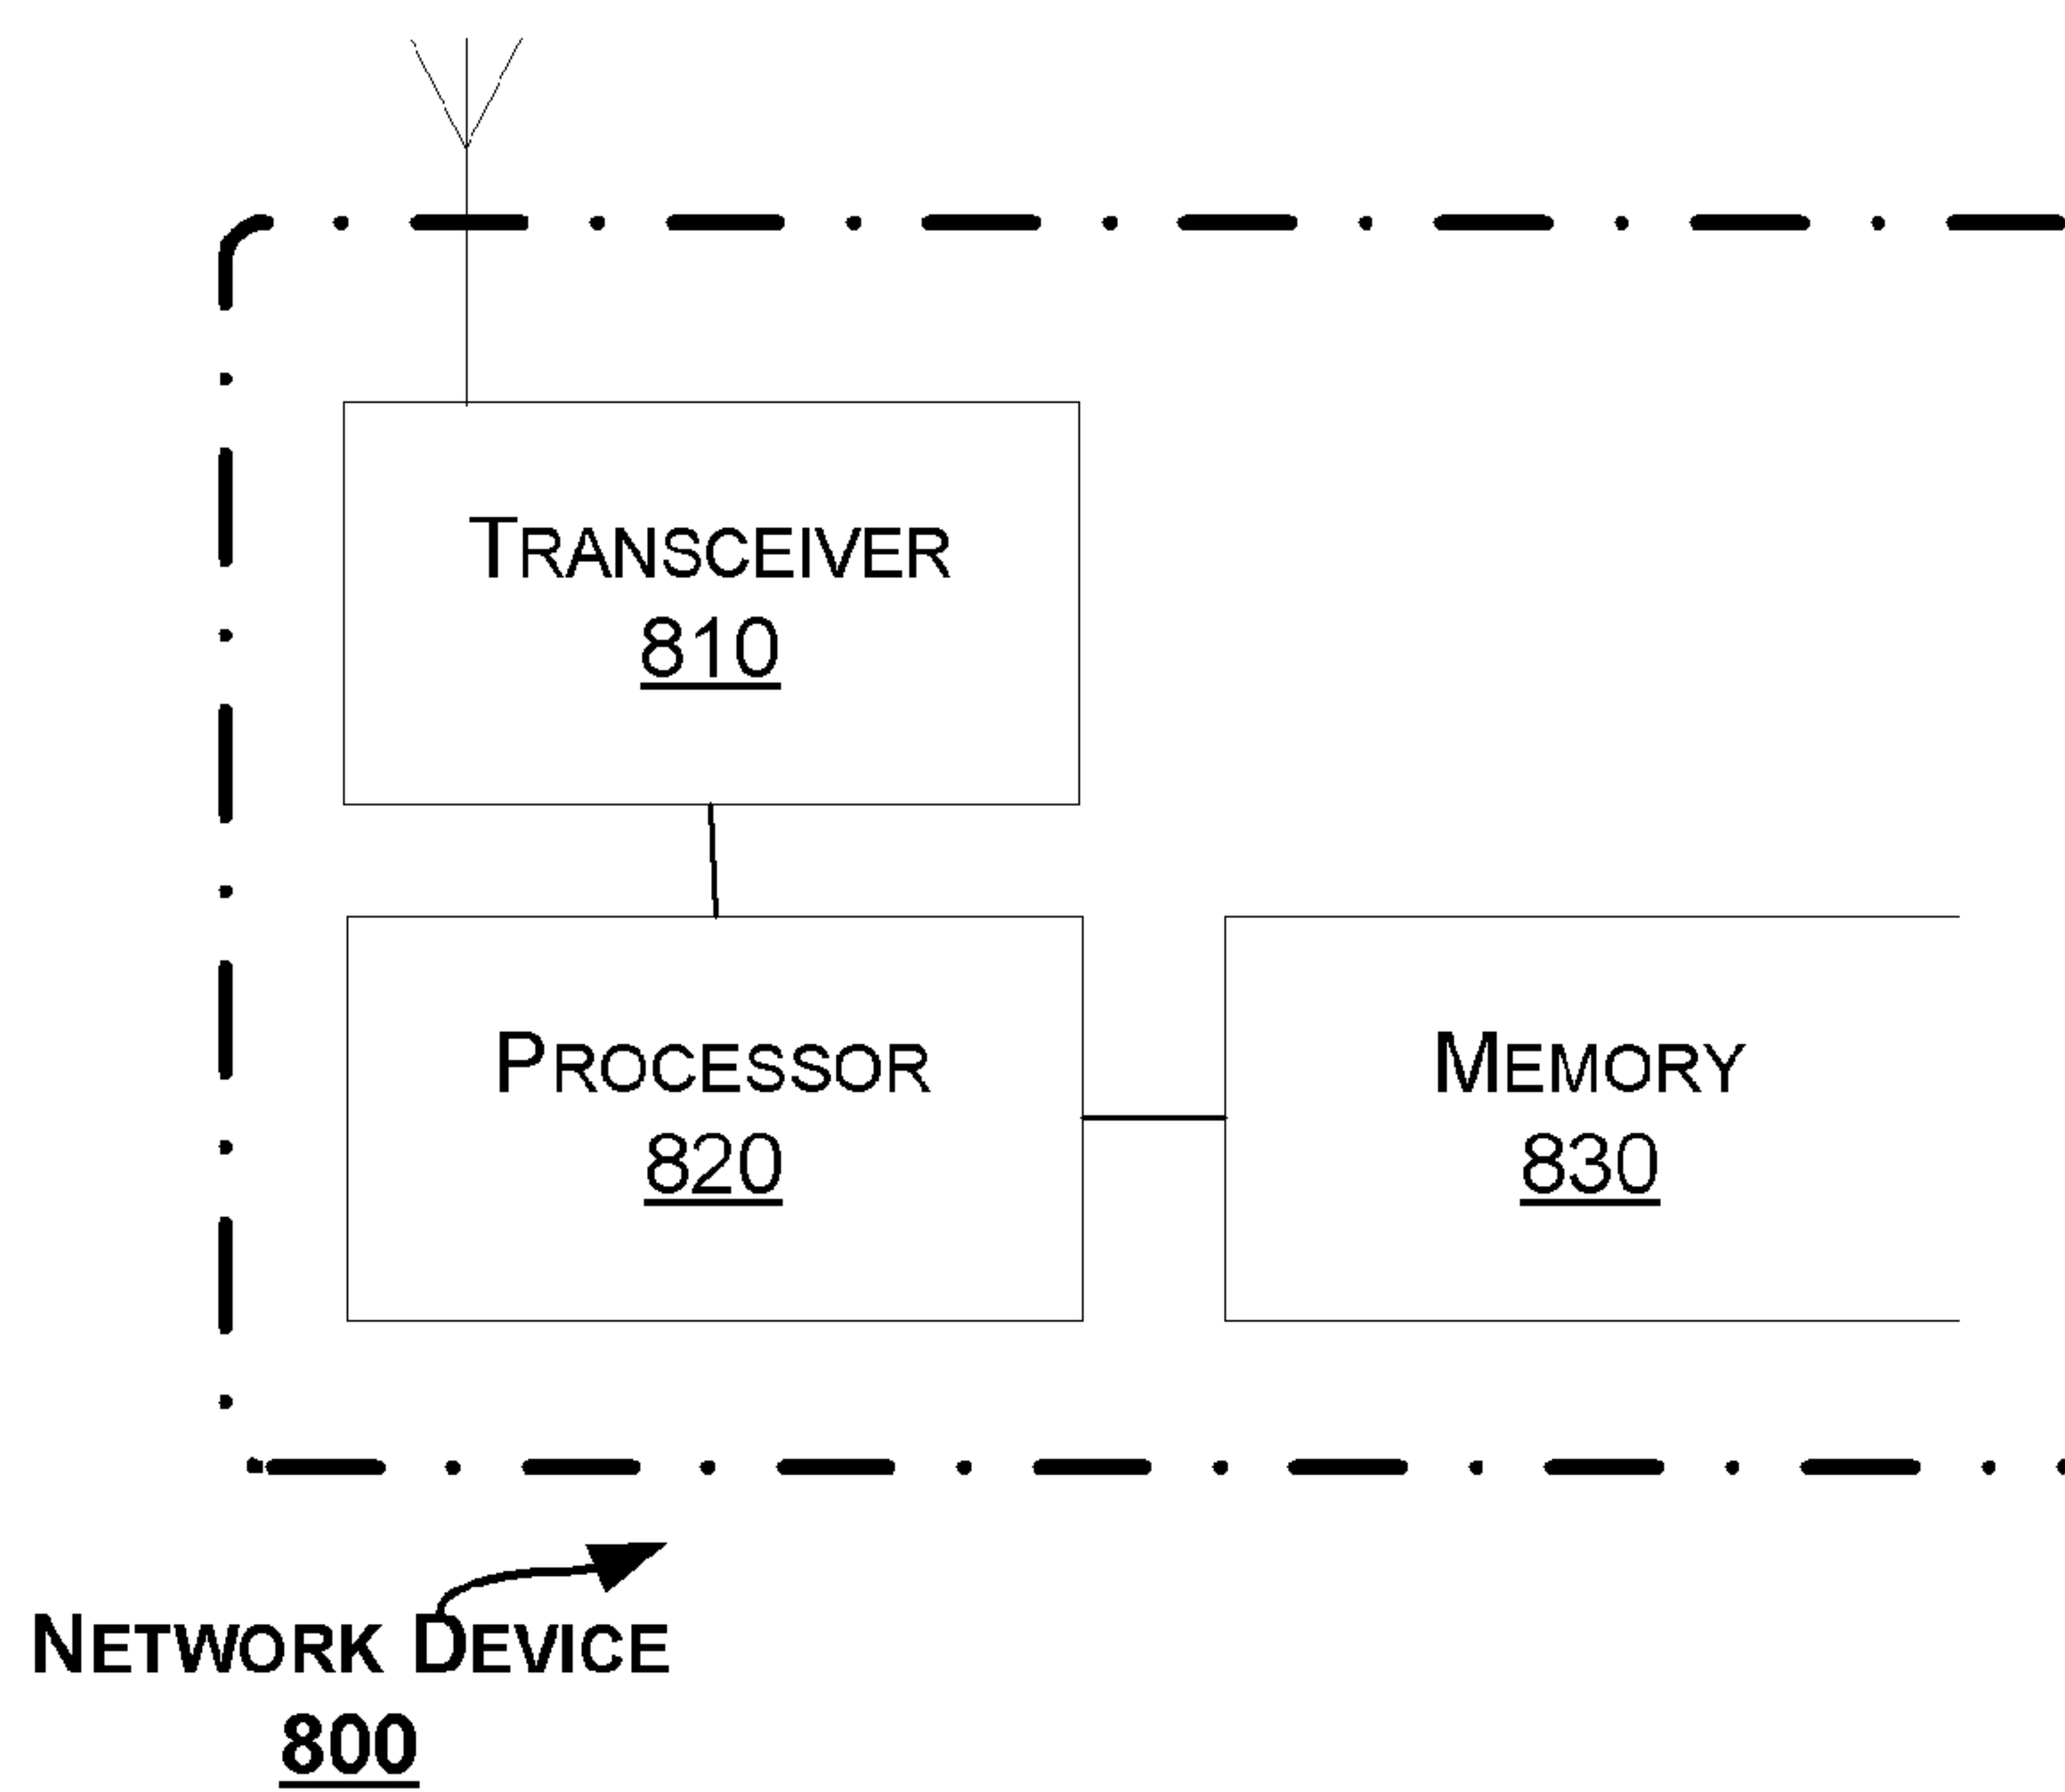 TRANSCEIVER
810
PROCESSOR
820
MEMORY
830
NETWORK DEVICE
800